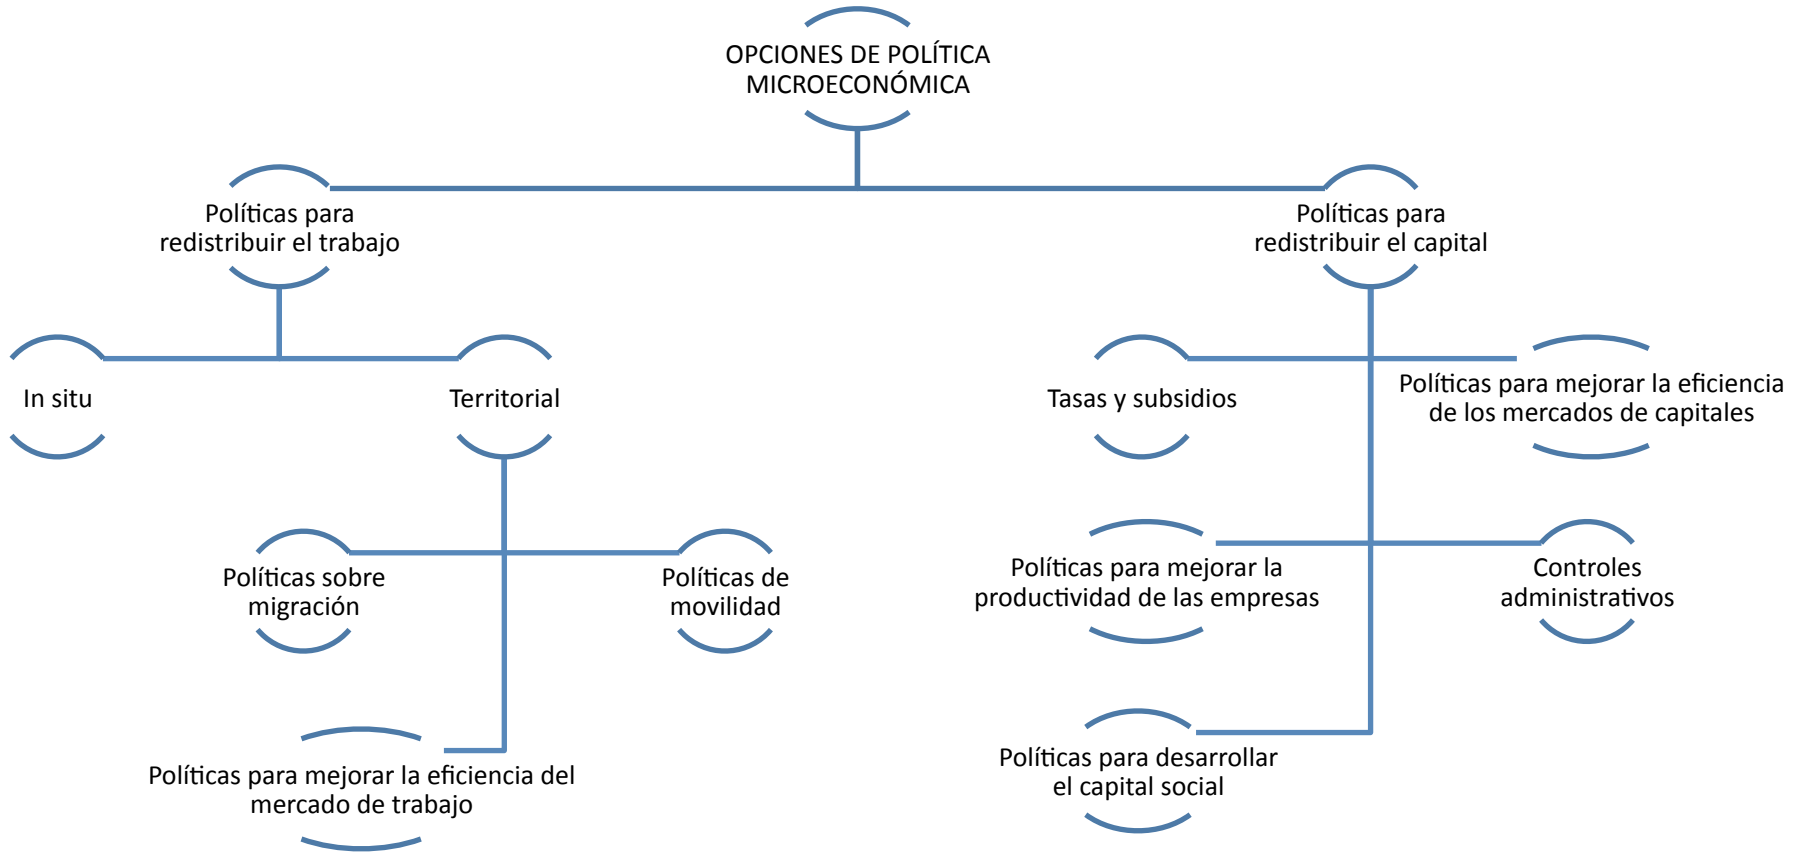 OPCIONES DE POLÍTICA
MICROECONÓMICA
Políticas para
redistribuir el trabajo
Políticas para
redistribuir el capital
In situ
Territorial
Tasas y subsidios
Políticas para mejorar la eficiencia
de los mercados de capitales
Políticas sobre
migración
Políticas de
movilidad
Políticas para mejorar la
productividad de las empresas
Controles
administrativos
Políticas para mejorar la eficiencia del
mercado de trabajo
Políticas para desarrollar
el capital social